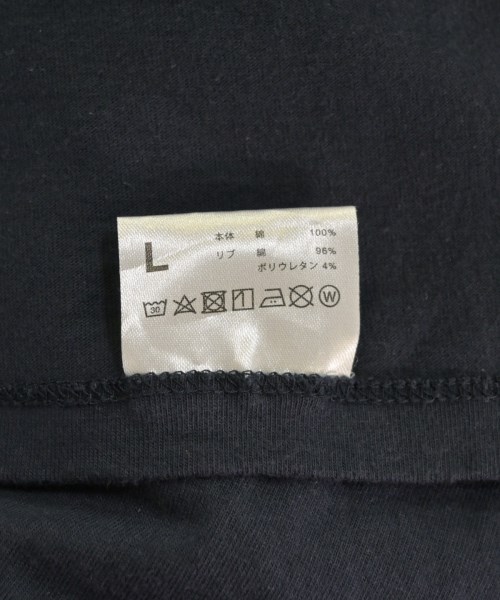 L
本体 綿 100%
リブ 綿 96%
ポリウレタン 4%
30 W